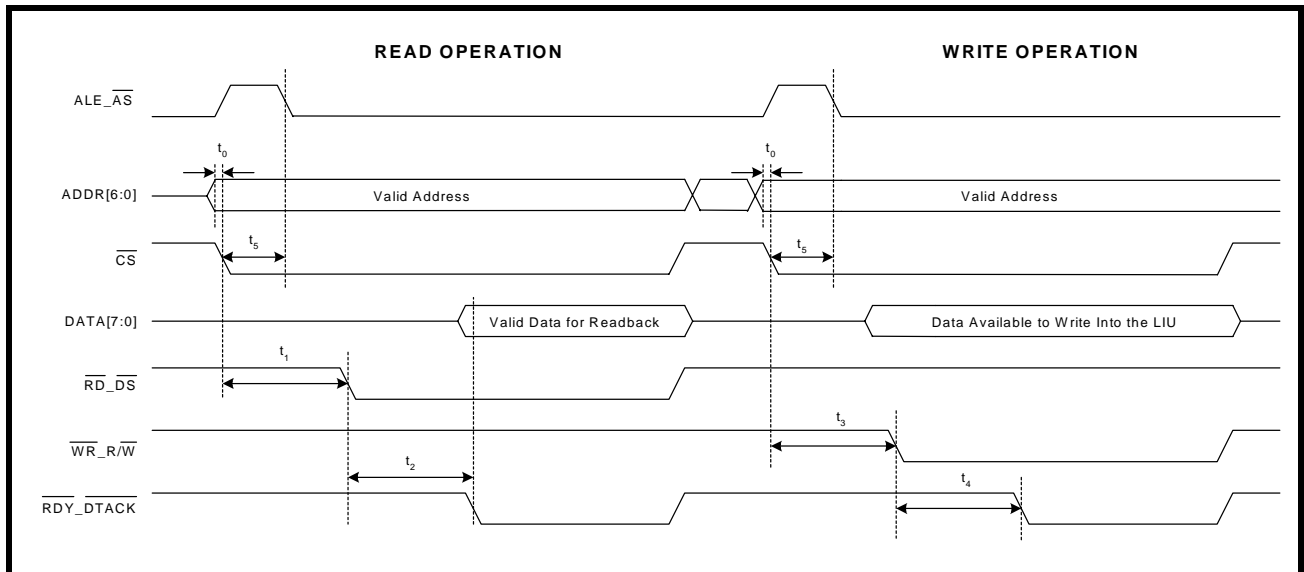 READ OPERATION WRITE OPERATION
ALE_AS
t0 t0
ADDR[6:0] Valid Address Valid Address
t5 t5
CS
DATA[7:0] Valid Data for Readback Data Available to Write Into the LIU
t1
RD_DS
t3
WR_R/W
t2
t4
RDY_DTACK